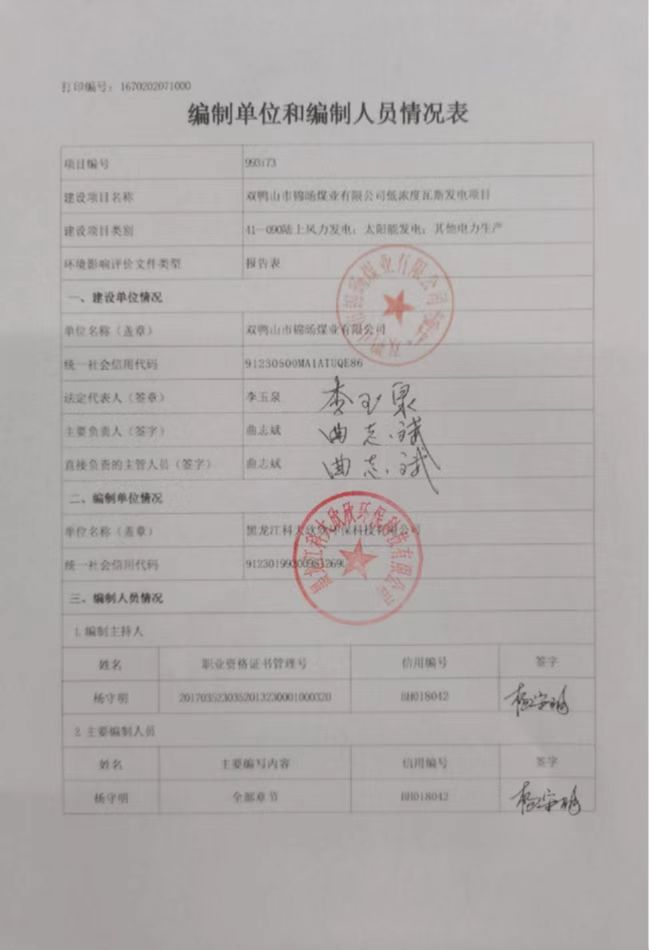 打印编号：1670202071000
编制单位和编制人员情况表
项目编号 993i73
建设项目名称 双鸭山市锦旸煤业有限公司低浓度瓦斯发电项目
建设项目类别 41—090陆上风力发电；太阳能发电；其他电力生产
环境影响评价文件类型 报告表
一、建设单位情况
单位名称（盖章） 双鸭山市锦旸煤业有限公司
统一社会信用代码 91230500MA1ATUQE86
法定代表人（签章） 李玉泉 李玉泉
主要负责人（签字） 曲志斌 曲志斌
直接负责的主管人员（签字） 曲志斌 曲志斌
二、编制单位情况
单位名称（盖章） 黑龙江科大欣欣环保科技有限公司
统一社会信用代码
三、编制人员情况
1.编制主持人
姓名 职业资格证书管理号 信用编号 签字
杨守明 2017035230352013230001000320 BH018042 杨守明
2.主要编制人员
姓名 主要编写内容 信用编号 签字
杨守明 全部章节 BH018042 杨守明